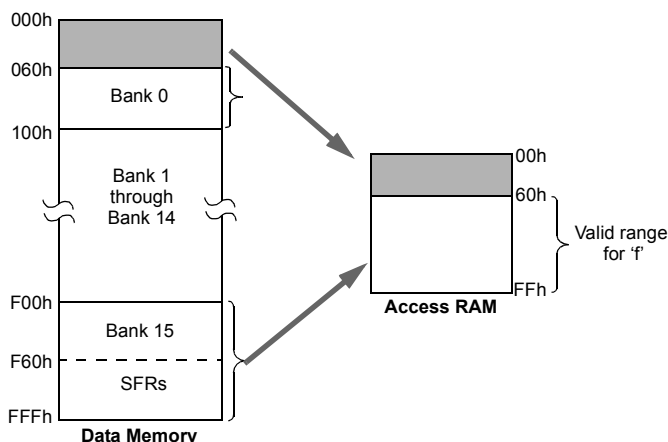 000h
060h
Bank 0
100h
Bank 1
through
Bank 14
F00h
Bank 15
F60h
SFRs
FFFh
Data Memory
00h
60h
Valid range
for ‘f’
FFh
Access RAM